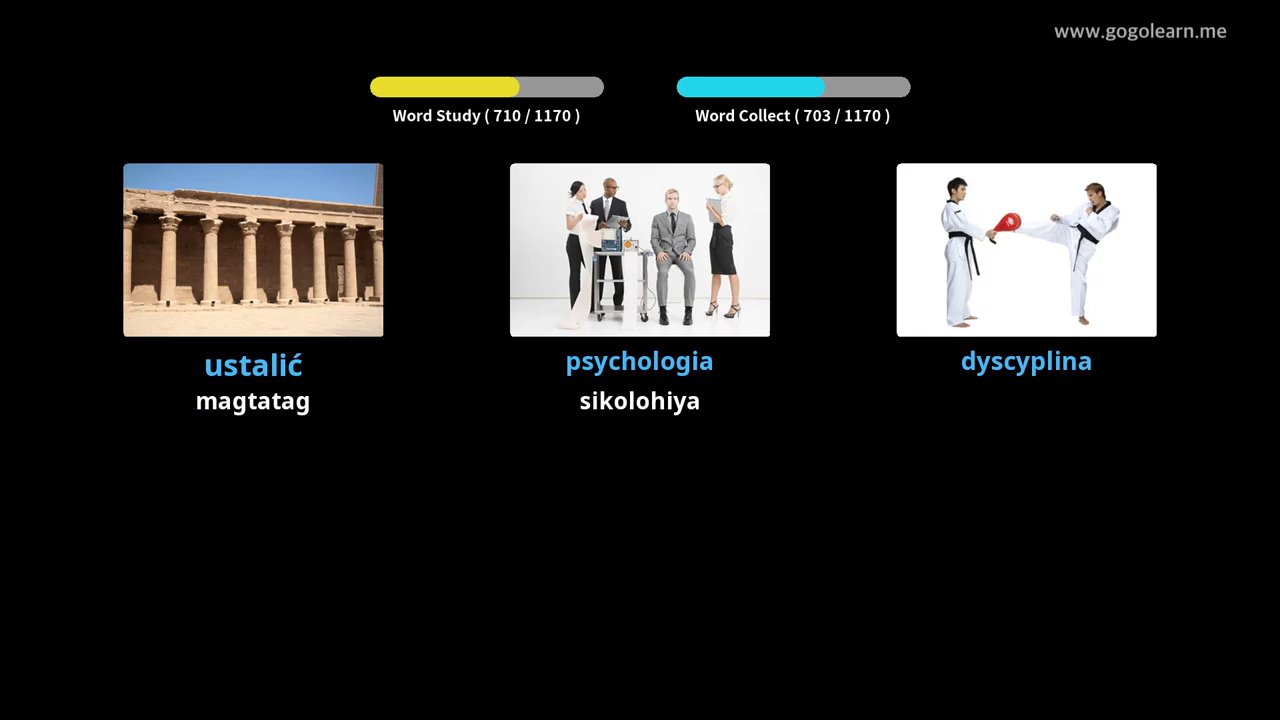 www.gogolearn.me
Word Study ( 710 / 1170 )
Word Collect ( 703 / 1170 )
ustalić
psychologia
dyscyplina
magtatag
sikolohiya